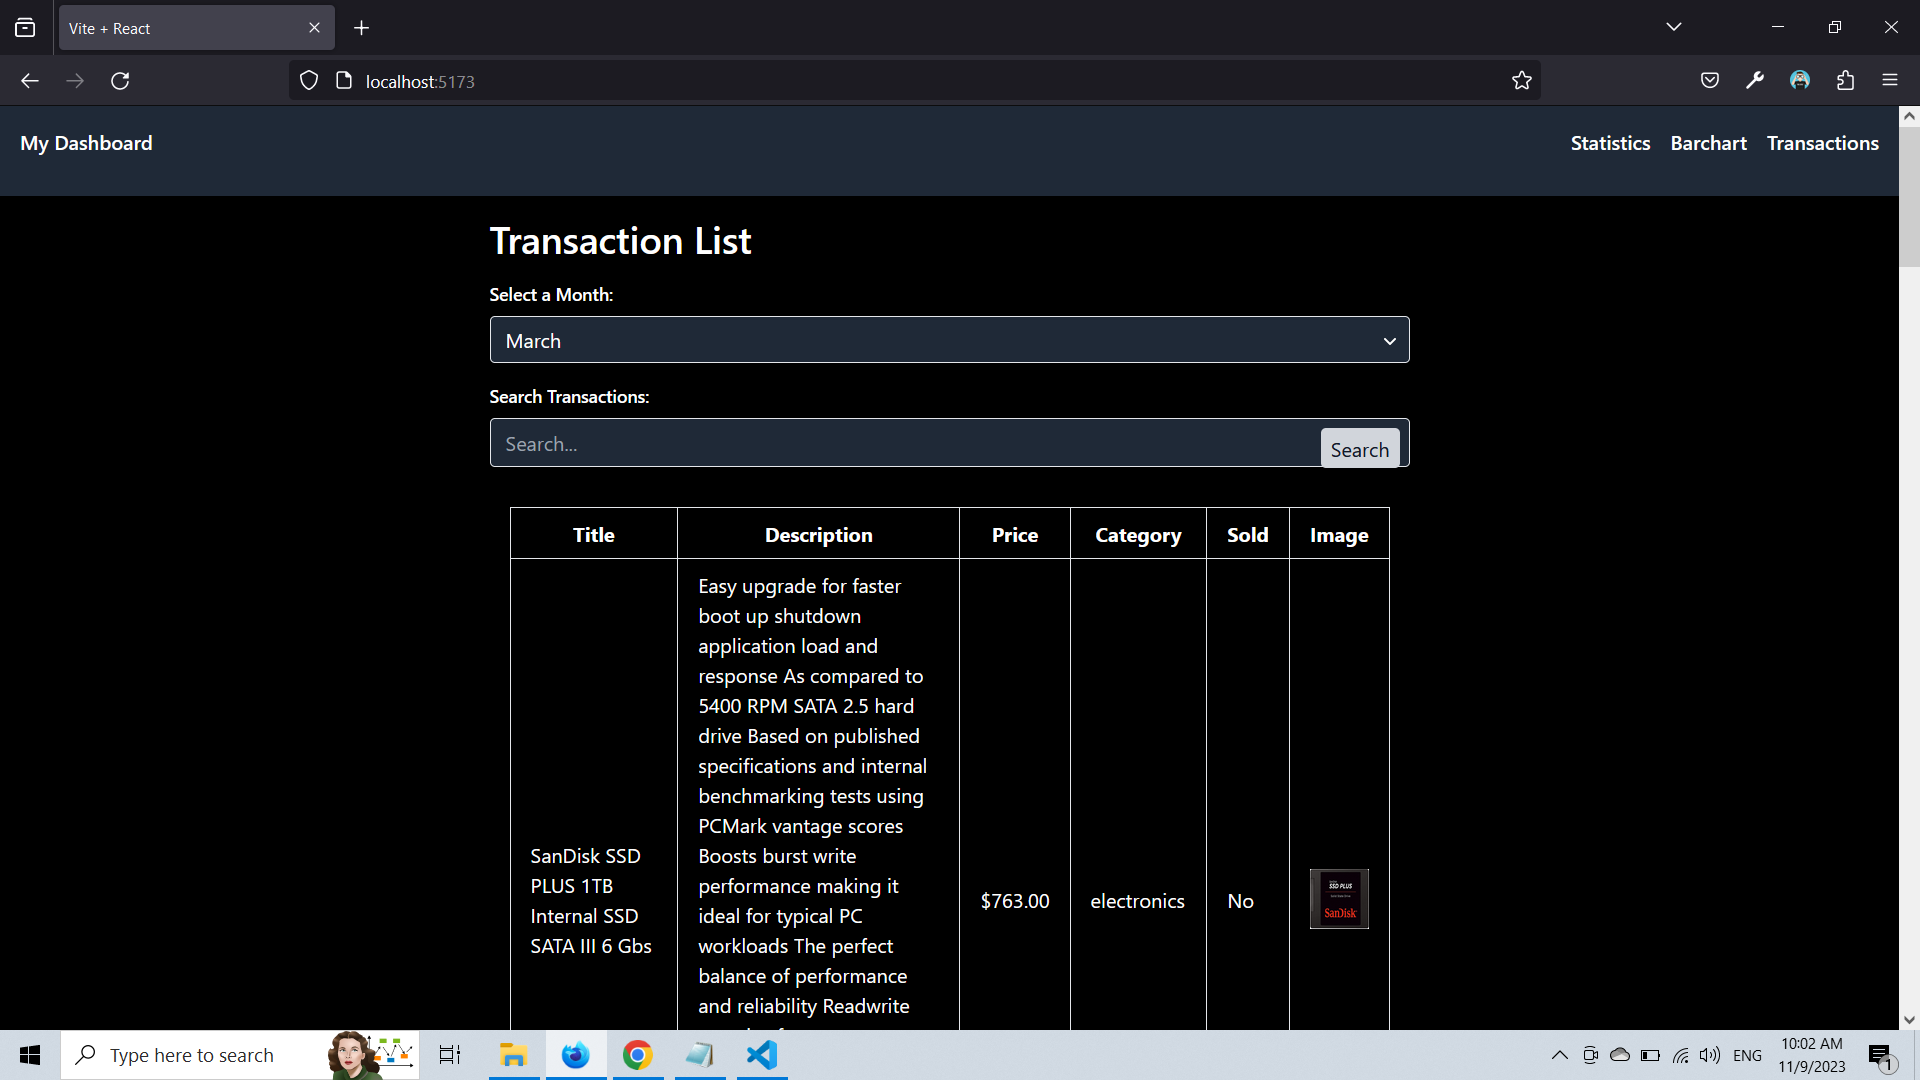 Vite + React
localhost:5173
My Dashboard
Statistics Barchart Transactions
Transaction List
Select a Month:
March
Search Transactions:
Search...
Search
Title Description Price Category Sold Image
SanDisk SSD
PLUS 1TB
Internal SSD
SATA III 6 Gbs
Easy upgrade for faster
boot up shutdown
application load and
response As compared to
5400 RPM SATA 2.5 hard
drive Based on published
specifications and internal
benchmarking tests using
PCMark vantage scores
Boosts burst write
performance making it
ideal for typical PC
workloads The perfect
balance of performance
and reliability Readwrite
$763.00
electronics
No
SSD PLUS
SanDisk
Type here to search
ENG
10:02 AM
11/9/2023
1